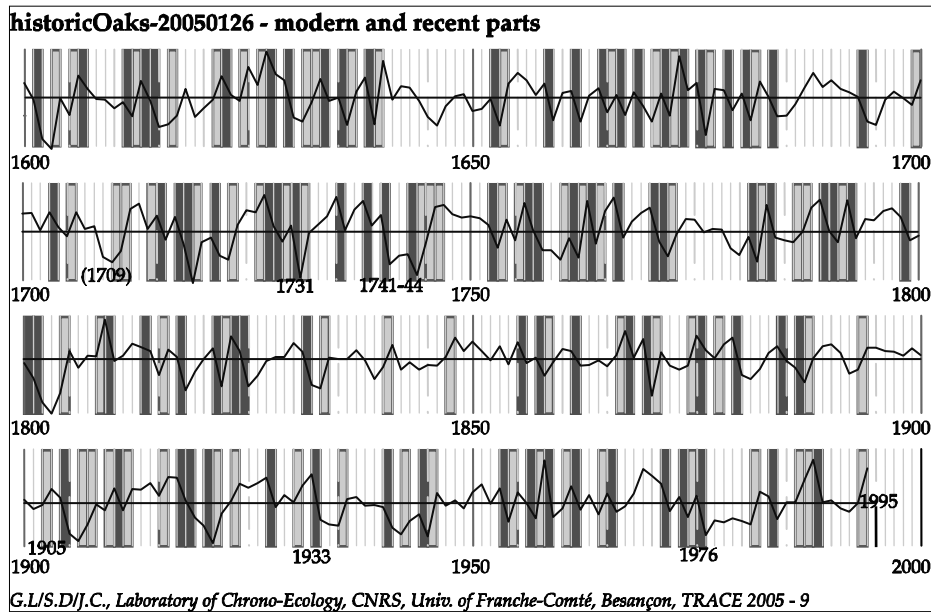 historicOaks-20050126 - modern and recent parts
1600 1650 1700
(1709) 1731 1741-44
1700 1750 1800
1800 1850 1900
1995
1905 1933 1976
1900 1950 2000
G.L/S.D/J.C., Laboratory of Chrono-Ecology, CNRS, Univ. of Franche-Comté, Besançon, TRACE 2005 - 9